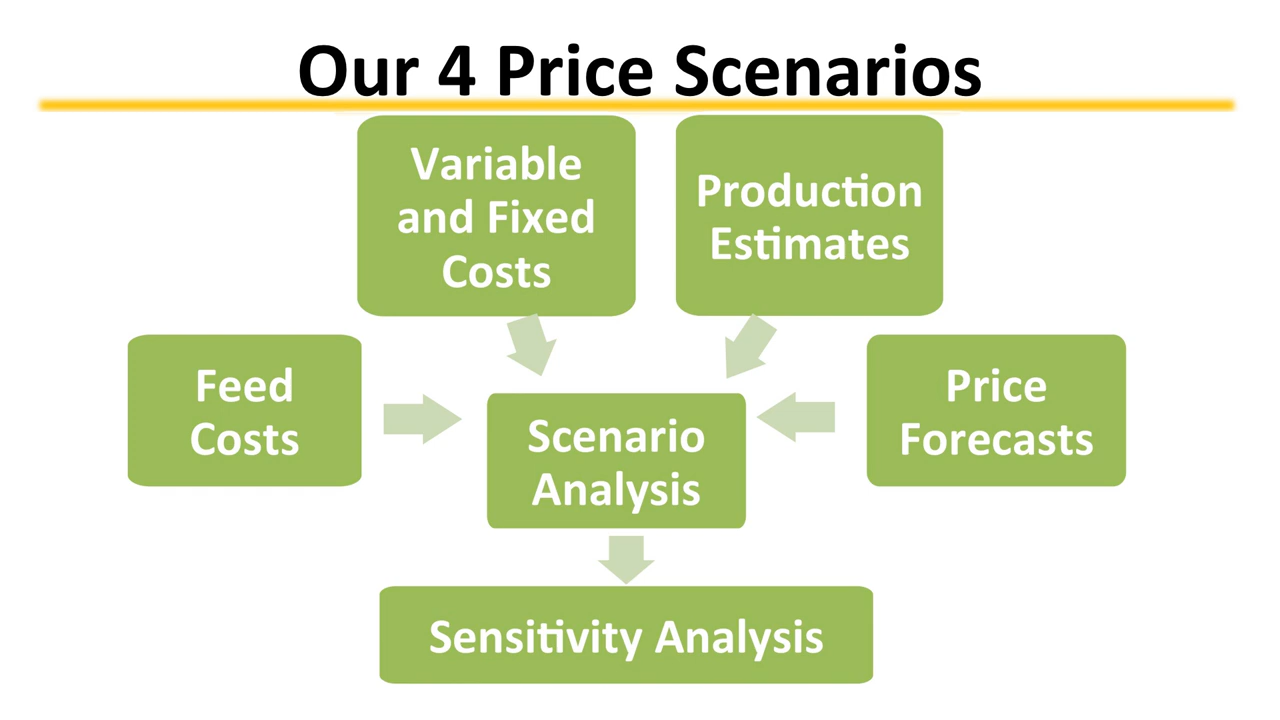 Our 4 Price Scenarios
Variable
and Fixed
Costs
Production
Estimates
Feed
Costs
Scenario
Analysis
Price
Forecasts
Sensitivity Analysis